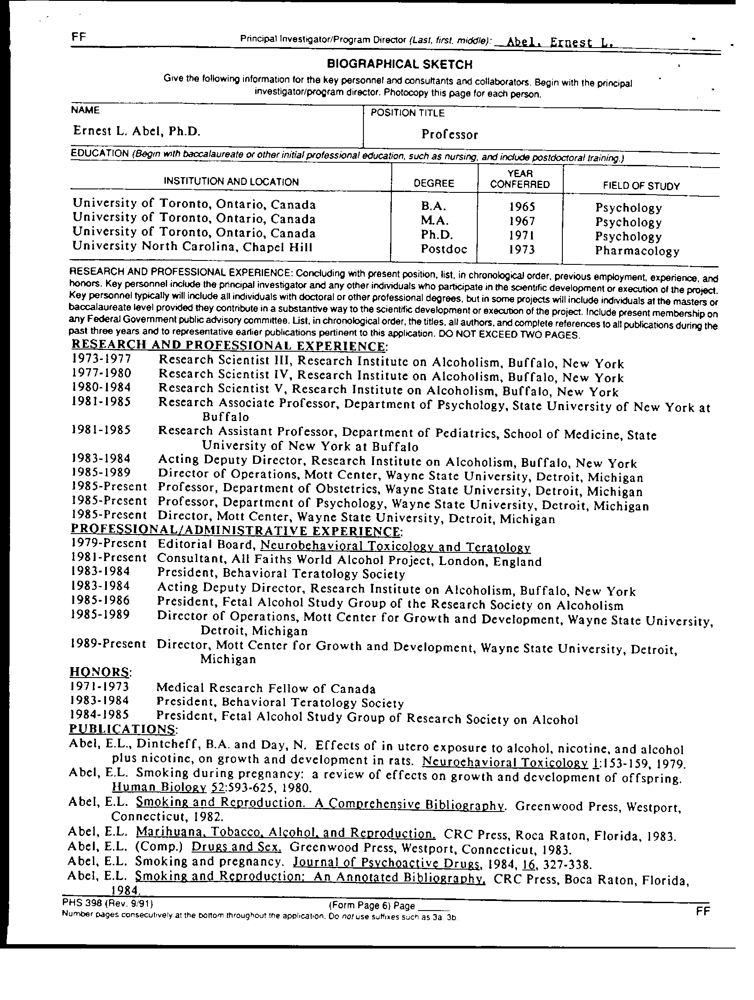 FF
Principal Investigator/Program Director (Last, first, middle): Abel, Ernest L.
BIOGRAPHICAL SKETCH
Give the following information for the key personnel and consultants and collaborators. Begin with the principal
investigator/program director. Photocopy this page for each person.
NAME
POSITION TITLE
Ernest L. Abel, Ph.D.
Professor
EDUCATION (Begin with baccalaureate or other initial professional education, such as nursing, and include postdoctoral training.)
INSTITUTION AND LOCATION DEGREE YEAR CONFERRED FIELD OF STUDY
University of Toronto, Ontario, Canada B.A. 1965 Psychology
University of Toronto, Ontario, Canada M.A. 1967 Psychology
University of Toronto, Ontario, Canada Ph.D. 1971 Psychology
University North Carolina, Chapel Hill Postdoc 1973 Pharmacology
RESEARCH AND PROFESSIONAL EXPERIENCE: Concluding with present position, list, in chronological order, previous employment, experience, and
honors. Key personnel include the principal investigator and any other individuals who participate in the scientific development or execution of the project.
Key personnel typically will include all individuals with doctoral or other professional degrees, but in some projects will include individuals at the masters or
baccalaureate level provided they contribute in a substantive way to the scientific development or execution of the project. Include present membership on
any Federal Government public advisory committee. List, in chronological order, the titles, all authors, and complete references to all publications during the
past three years and to representative earlier publications pertinent to this application. DO NOT EXCEED TWO PAGES.
RESEARCH AND PROFESSIONAL EXPERIENCE:
1973-1977 Research Scientist III, Research Institute on Alcoholism, Buffalo, New York
1977-1980 Research Scientist IV, Research Institute on Alcoholism, Buffalo, New York
1980-1984 Research Scientist V, Research Institute on Alcoholism, Buffalo, New York
1981-1985 Research Associate Professor, Department of Psychology, State University of New York at
Buffalo
1981-1985 Research Assistant Professor, Department of Pediatrics, School of Medicine, State
University of New York at Buffalo
1983-1984 Acting Deputy Director, Research Institute on Alcoholism, Buffalo, New York
1985-1989 Director of Operations, Mott Center, Wayne State University, Detroit, Michigan
1985-Present Professor, Department of Obstetrics, Wayne State University, Detroit, Michigan
1985-Present Professor, Department of Psychology, Wayne State University, Detroit, Michigan
1985-Present Director, Mott Center, Wayne State University, Detroit, Michigan
PROFESSIONAL/ADMINISTRATIVE EXPERIENCE:
1979-Present Editorial Board, Neurobehavioral Toxicology and Teratology
1981-Present Consultant, All Faiths World Alcohol Project, London, England
1983-1984 President, Behavioral Teratology Society
1983-1984 Acting Deputy Director, Research Institute on Alcoholism, Buffalo, New York
1985-1986 President, Fetal Alcohol Study Group of the Research Society on Alcoholism
1985-1989 Director of Operations, Mott Center for Growth and Development, Wayne State University,
Detroit, Michigan
1989-Present Director, Mott Center for Growth and Development, Wayne State University, Detroit,
Michigan
HONORS:
1971-1973 Medical Research Fellow of Canada
1983-1984 President, Behavioral Teratology Society
1984-1985 President, Fetal Alcohol Study Group of Research Society on Alcohol
PUBLICATIONS:
Abel, E.L., Dintcheff, B.A. and Day, N. Effects of in utero exposure to alcohol, nicotine, and alcohol
plus nicotine, on growth and development in rats. Neuroehavioral Toxicology 1:153-159, 1979.
Abel, E.L. Smoking during pregnancy: a review of effects on growth and development of offspring.
Human Biology 52:593-625, 1980.
Abel, E.L. Smoking and Reproduction. A Comprehensive Bibliography. Greenwood Press, Westport,
Connecticut, 1982.
Abel, E.L. Marihuana, Tobacco, Alcohol, and Reproduction. CRC Press, Roca Raton, Florida, 1983.
Abel, E.L. (Comp.) Drugs and Sex. Greenwood Press, Westport, Connecticut, 1983.
Abel, E.L. Smoking and pregnancy. Journal of Psychoactive Drugs, 1984, 16, 327-338.
Abel, E.L. Smoking and Reproduction: An Annotated Bibliography. CRC Press, Boca Raton, Florida,
1984.
PHS 398 (Rev. 9/91) (Form Page 6) Page ______ FF
Number pages consecutively at the bottom throughout the application. Do not use suffixes such as 3a, 3b.